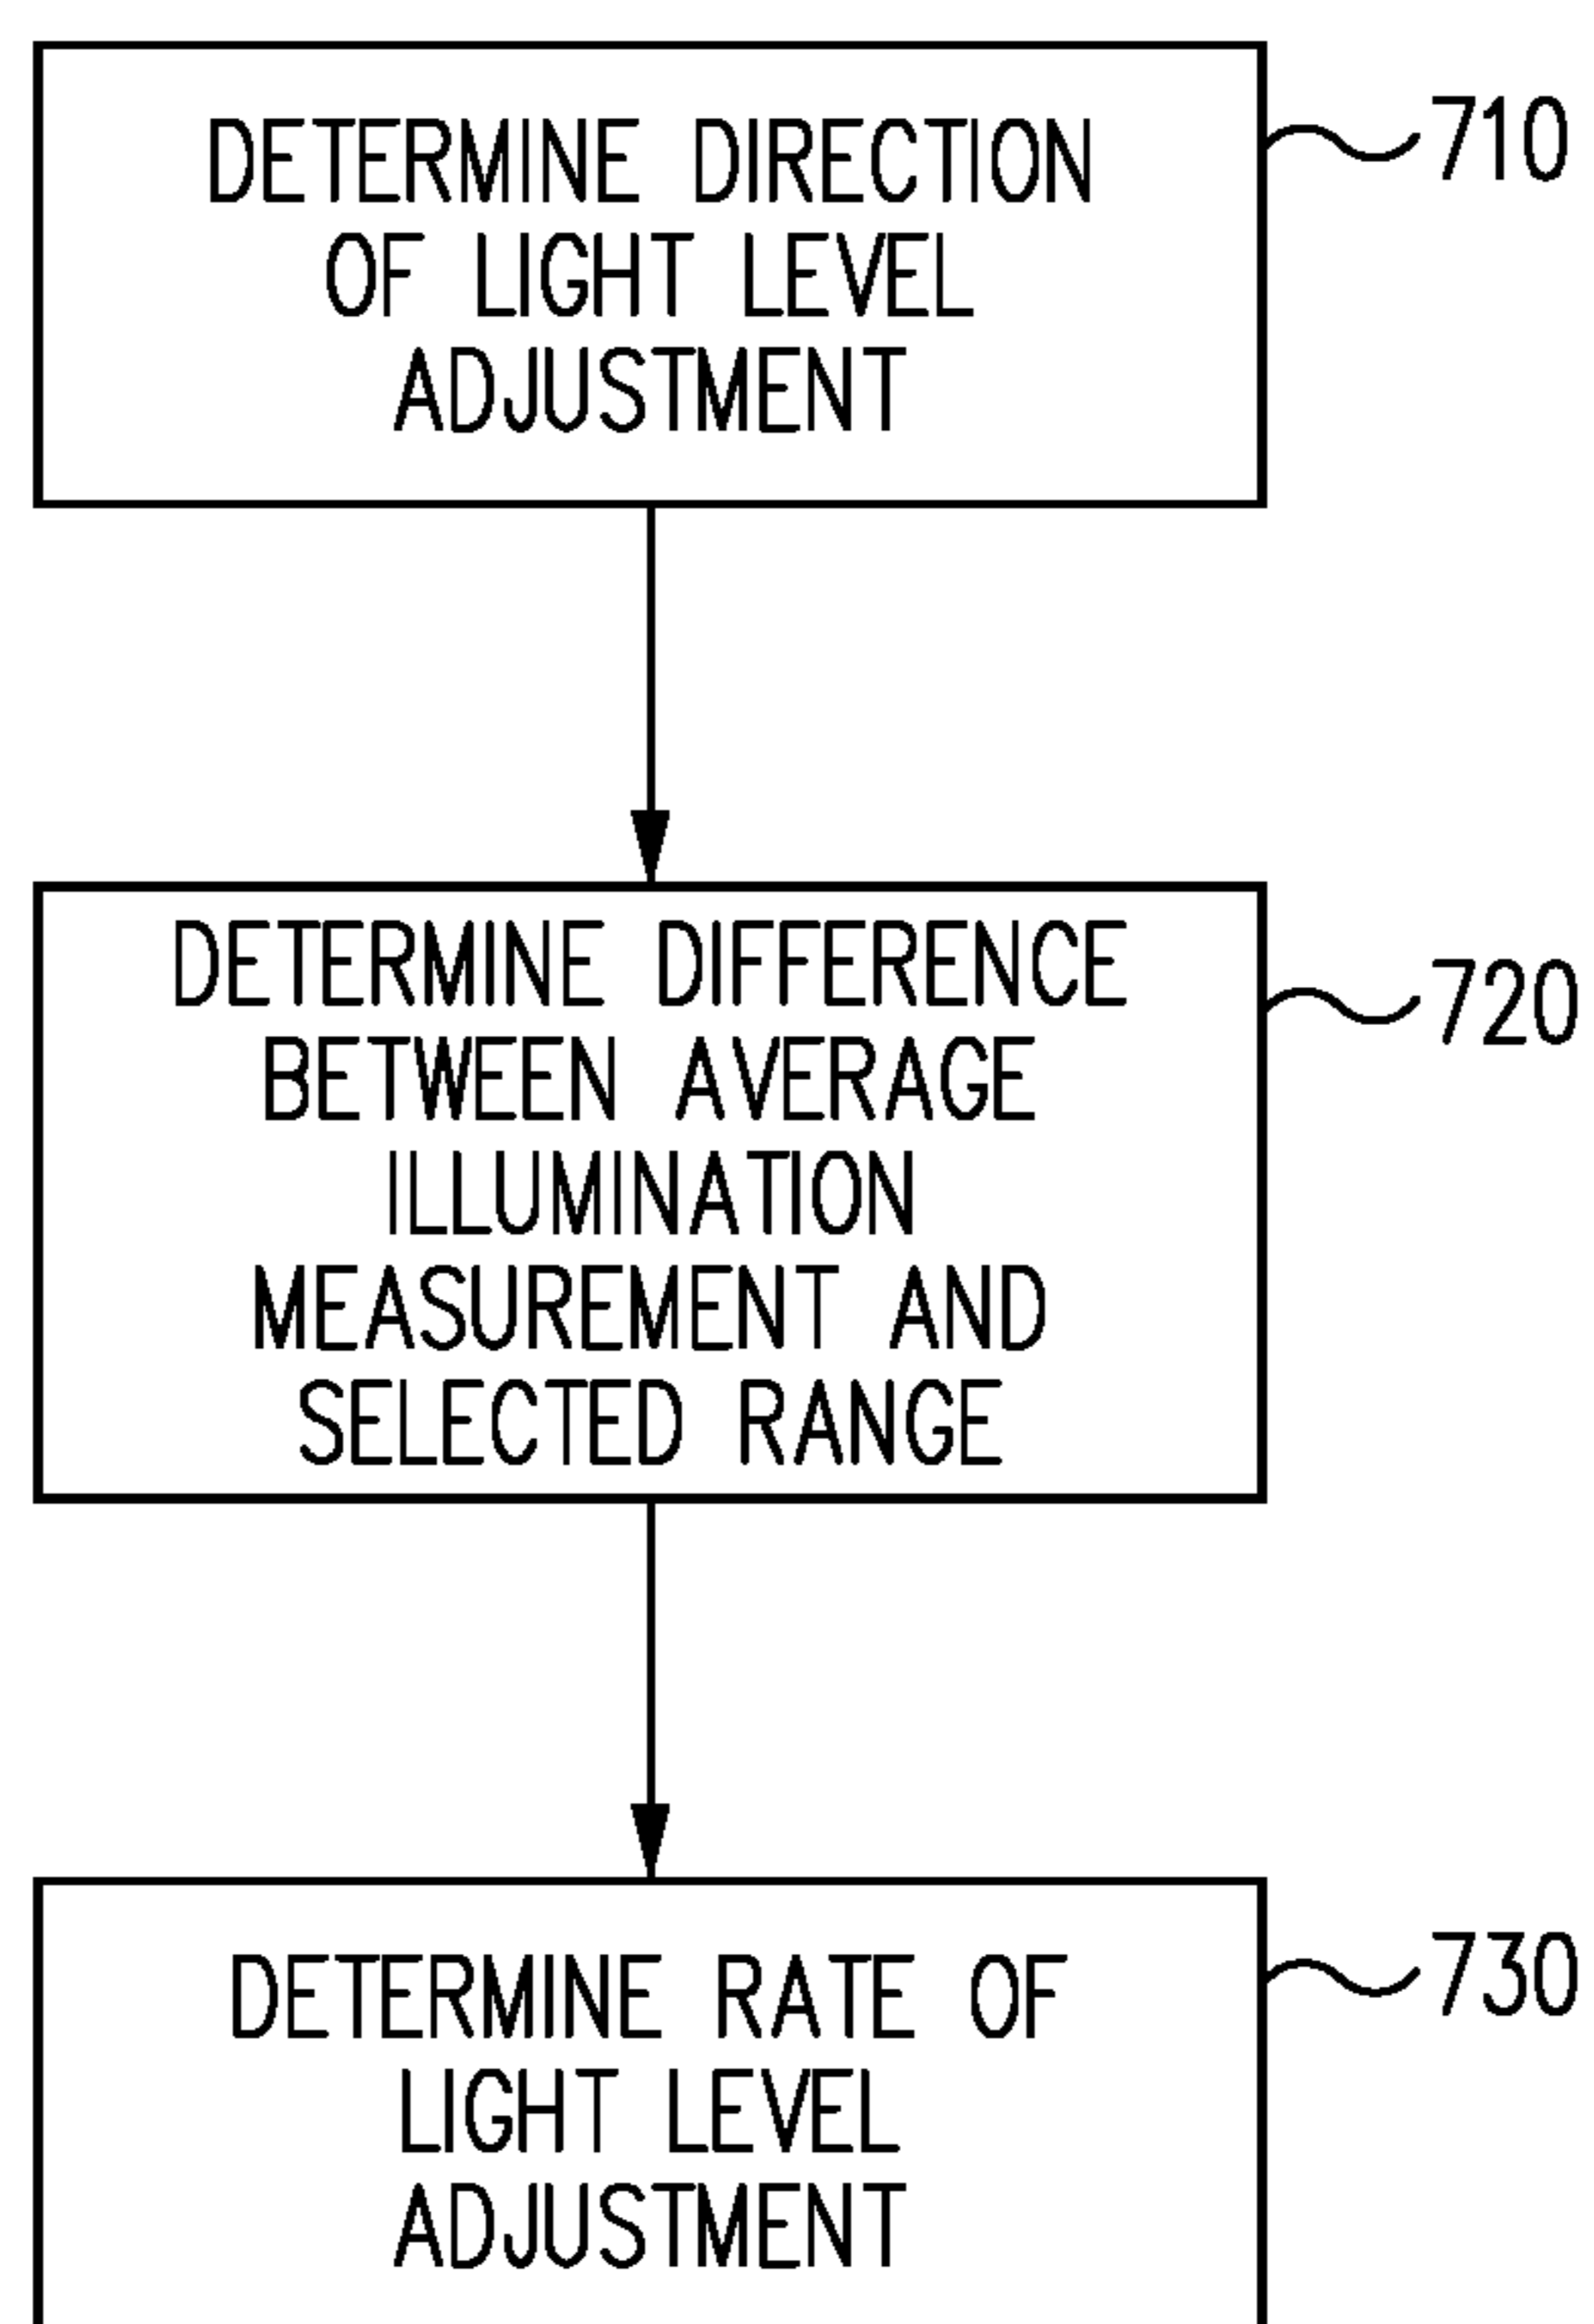 DETERMINE DIRECTION
OF LIGHT LEVEL
ADJUSTMENT
710
DETERMINE DIFFERENCE
BETWEEN AVERAGE
ILLUMINATION
MEASUREMENT AND
SELECTED RANGE
720
DETERMINE RATE OF
LIGHT LEVEL
ADJUSTMENT
730